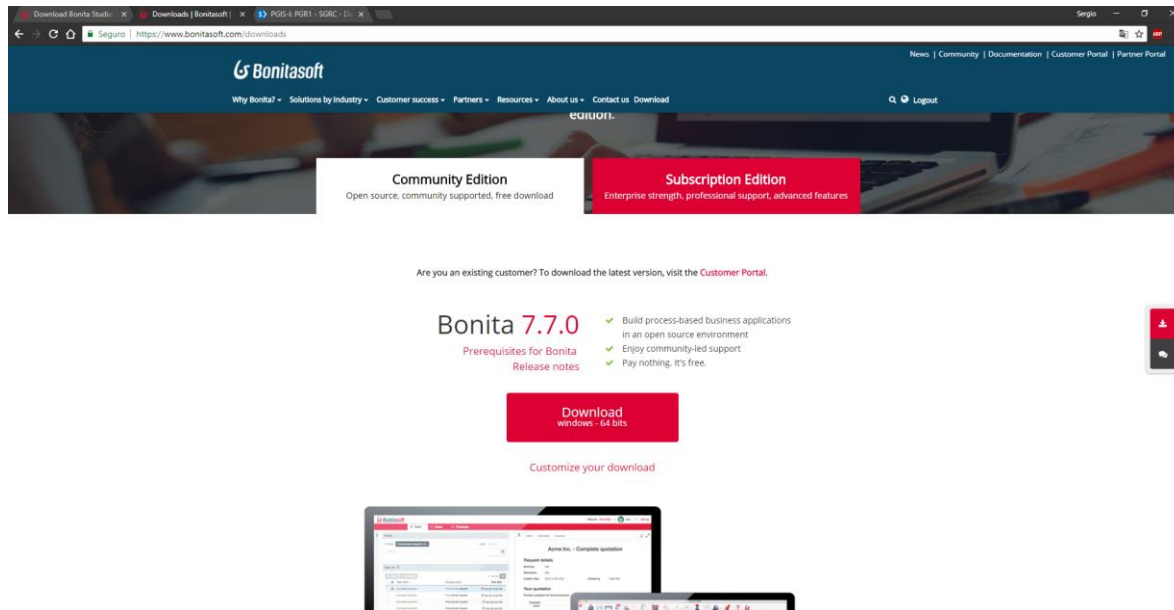 Download Bonita Studio
Downloads | Bonitasoft |
PGIS-I: PGR1 - SGRC - D
Sergio
Seguro | https://www.bonitasoft.com/downloads
ABP
News | Community | Documentation | Customer Portal | Partner Portal
Bonitasoft
Why Bonita? Solutions by Industry Customer success Partners Resources About us Contact us Download
Logout
edition.
Community Edition
Open source, community supported, free download
Subscription Edition
Enterprise strength, professional support, advanced features
Are you an existing customer? To download the latest version, visit the Customer Portal.
Bonita 7.7.0
Prerequisites for Bonita
Release notes
Build process-based business applications
in an open source environment
Enjoy community-led support
Pay nothing. It's free.
Download
windows - 64 bits
Customize your download
Bonitasoft
Acme Inc. - Complete quotation
Request details
Your quotation